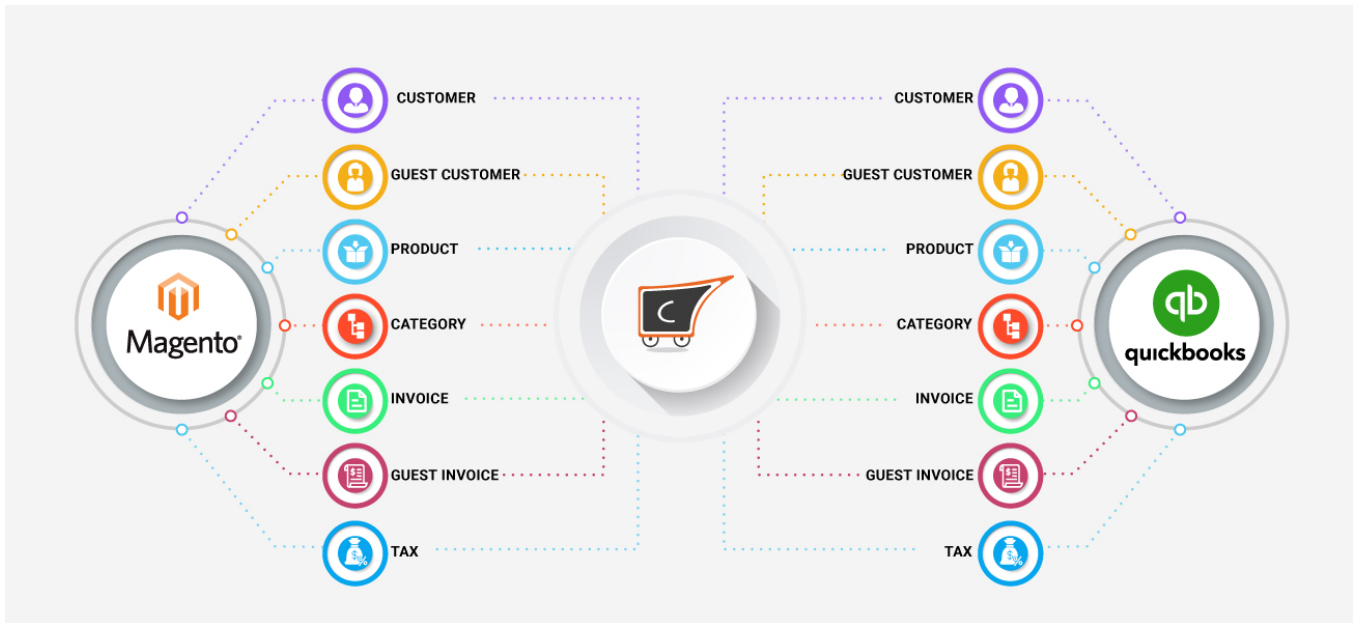 CUSTOMER
GUEST CUSTOMER
PRODUCT
CATEGORY
INVOICE
GUEST INVOICE
TAX
Magento®
C
CUSTOMER
GUEST CUSTOMER
PRODUCT
CATEGORY
INVOICE
GUEST INVOICE
TAX
qb
quickbooks